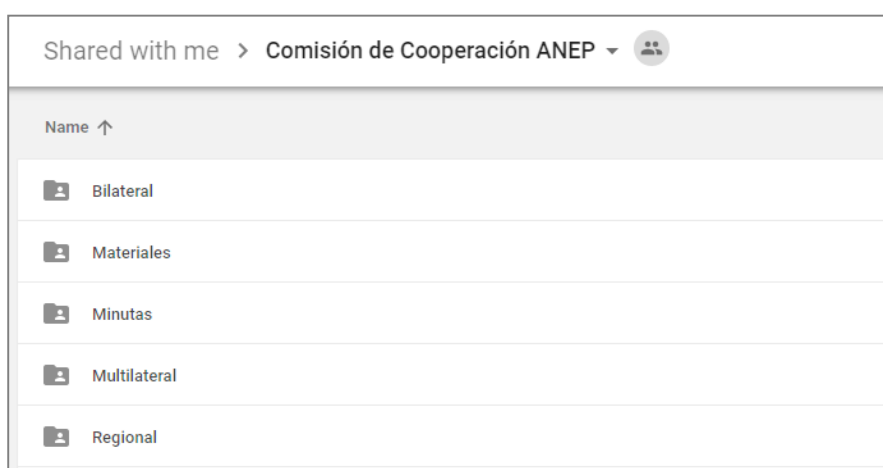 Shared with me > Comisión de Cooperación ANEP
Name
Bilateral
Materiales
Minutas
Multilateral
Regional